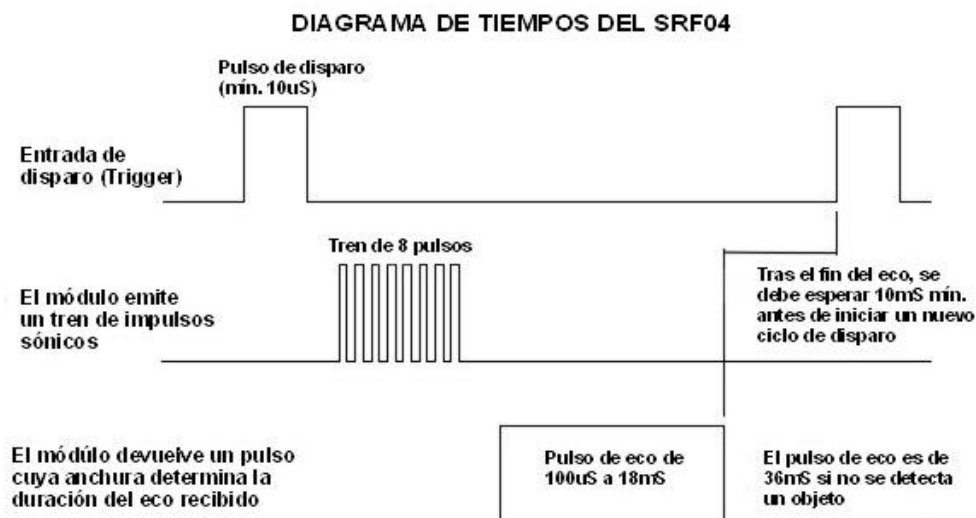 DIAGRAMA DE TIEMPOS DEL SRF04
Pulso de disparo
(mín. 10uS)
Entrada de
disparo (Trigger)
Tren de 8 pulsos
El módulo emite
un tren de impulsos
sónicos
Tras el fin del eco, se
debe esperar 10mS mín.
antes de iniciar un nuevo
ciclo de disparo
El módúlo devuelve un pulso
cuya anchura determina la
duración del eco recibido
Pulso de eco de
100uS a 18mS
El pulso de eco es de
36mS si no se detecta
un objeto